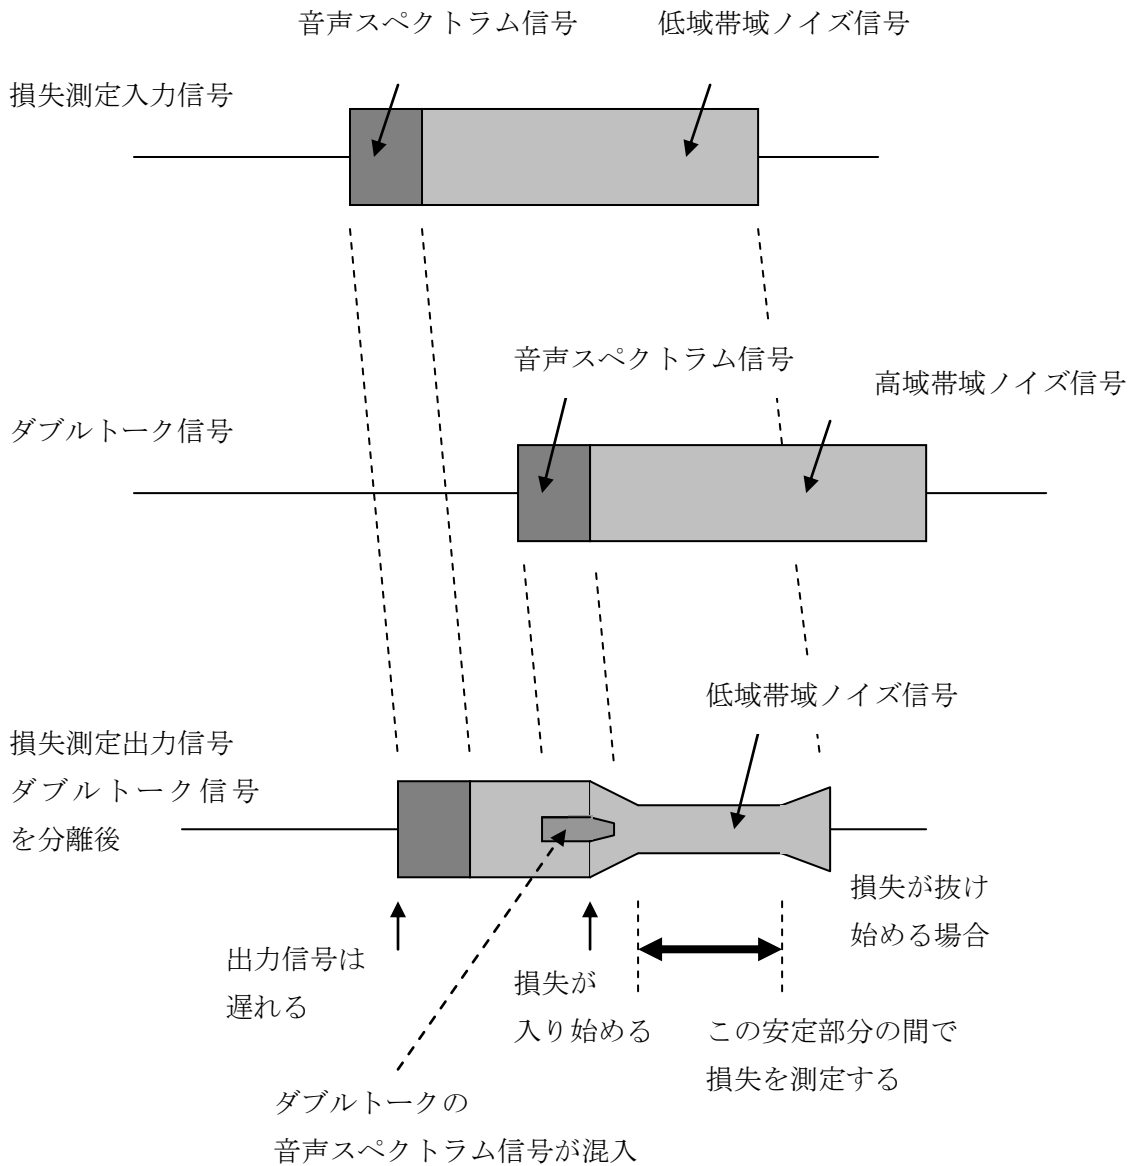 音声スペクトラム信号
低域帯域ノイズ信号
損失測定入力信号
音声スペクトラム信号
高域帯域ノイズ信号
ダブルトーク信号
低域帯域ノイズ信号
損失測定出力信号
ダブルトーク信号
を分離後
損失が抜け
始める場合
出力信号は
遅れる
損失が
入り始める
この安定部分の間で
損失を測定する
ダブルトークの
音声スペクトラム信号が混入